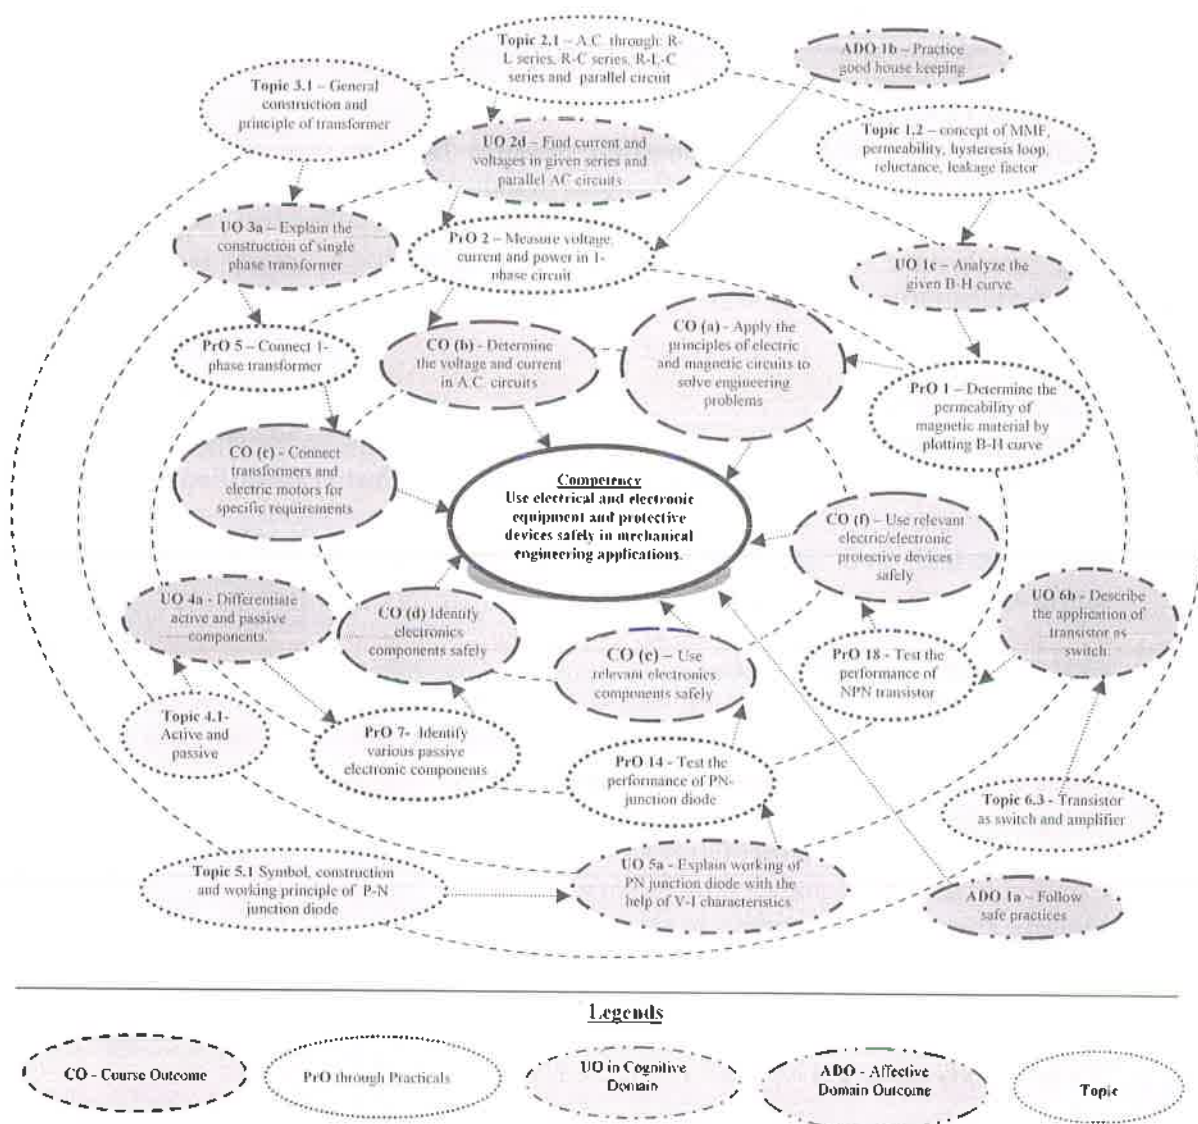 Topic 2.1 – A.C. through: R-
L series, R-C series, R-L-C
series and parallel circuit
ADO 1b – Practice
good house keeping
Topic 3.1 – General
construction and
principle of transformer
Topic 1.2 – concept of MMF,
permeability, hysteresis loop,
reluctance, leakage factor
UO 2d – Find current and
voltages in given series and
parallel AC circuits
UO 3a – Explain the
construction of single
phase transformer
PrO 2 – Measure voltage,
current and power in 1-
phase circuit
UO 1c – Analyze the
given B-H curve
PrO 5 – Connect 1-
phase transformer
CO (b) - Determine
the voltage and current
in A.C. circuits
CO (a) - Apply the
principles of electric
and magnetic circuits to
solve engineering
problems
PrO 1 – Determine the
permeability of
magnetic material by
plotting B-H curve
CO (c) - Connect
transformers and
electric motors for
specific requirements
Competency
Use electrical and electronic
equipment and protective
devices safely in mechanical
engineering applications.
CO (f) – Use relevant
electric/electronic
protective devices
safely
UO 4a - Differentiate
active and passive
components.
CO (d) Identify
electronics
components safely
CO (e) – Use
relevant electronics
components safely
PrO 18 - Test the
performance of
NPN transistor
UO 6b - Describe
the application of
transistor as
switch.
Topic 4.1-
Active and
passive
PrO 7- Identify
various passive
electronic components
PrO 14 - Test the
performance of PN-
junction diode
Topic 6.3 - Transistor
as switch and amplifier
Topic 5.1 Symbol, construction
and working principle of P-N
junction diode
UO 5a - Explain working of
PN junction diode with the
help of V-I characteristics
ADO 1a – Follow
safe practices
Legends
CO - Course Outcome
PrO through Practicals
UO in Cognitive
Domain
ADO - Affective
Domain Outcome
Topic